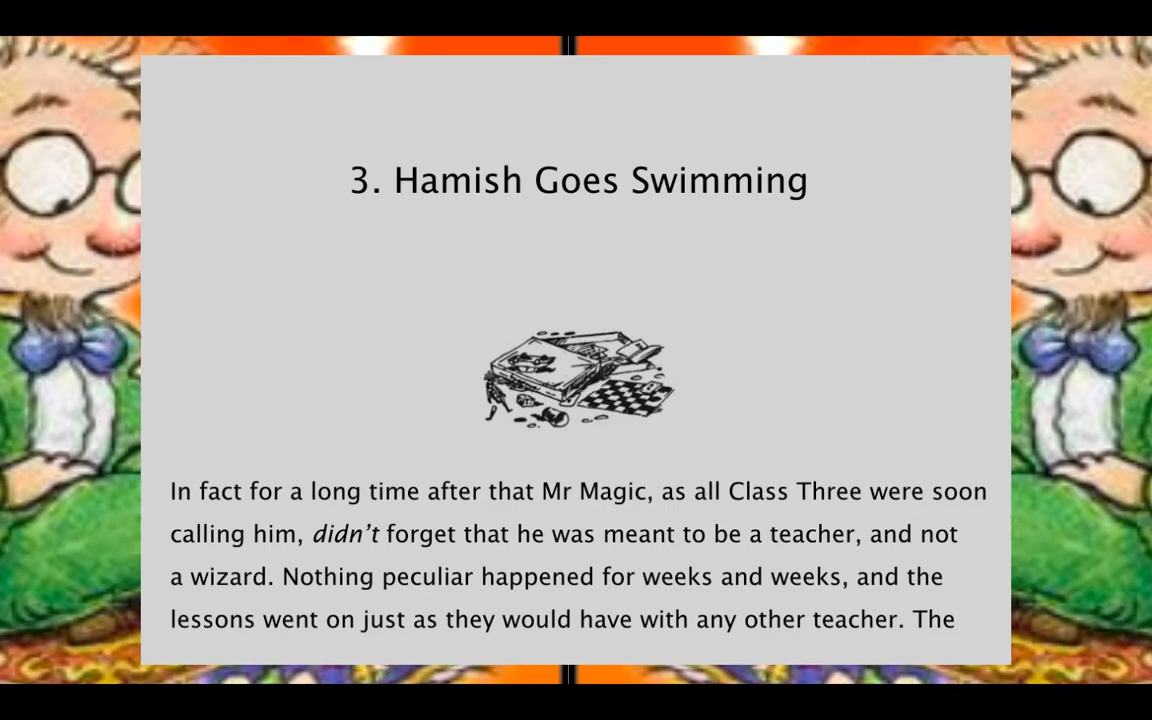 3. Hamish Goes Swimming
In fact for a long time after that Mr Magic, as all Class Three were soon
calling him, didn’t forget that he was meant to be a teacher, and not
a wizard. Nothing peculiar happened for weeks and weeks, and the
lessons went on just as they would have with any other teacher. The